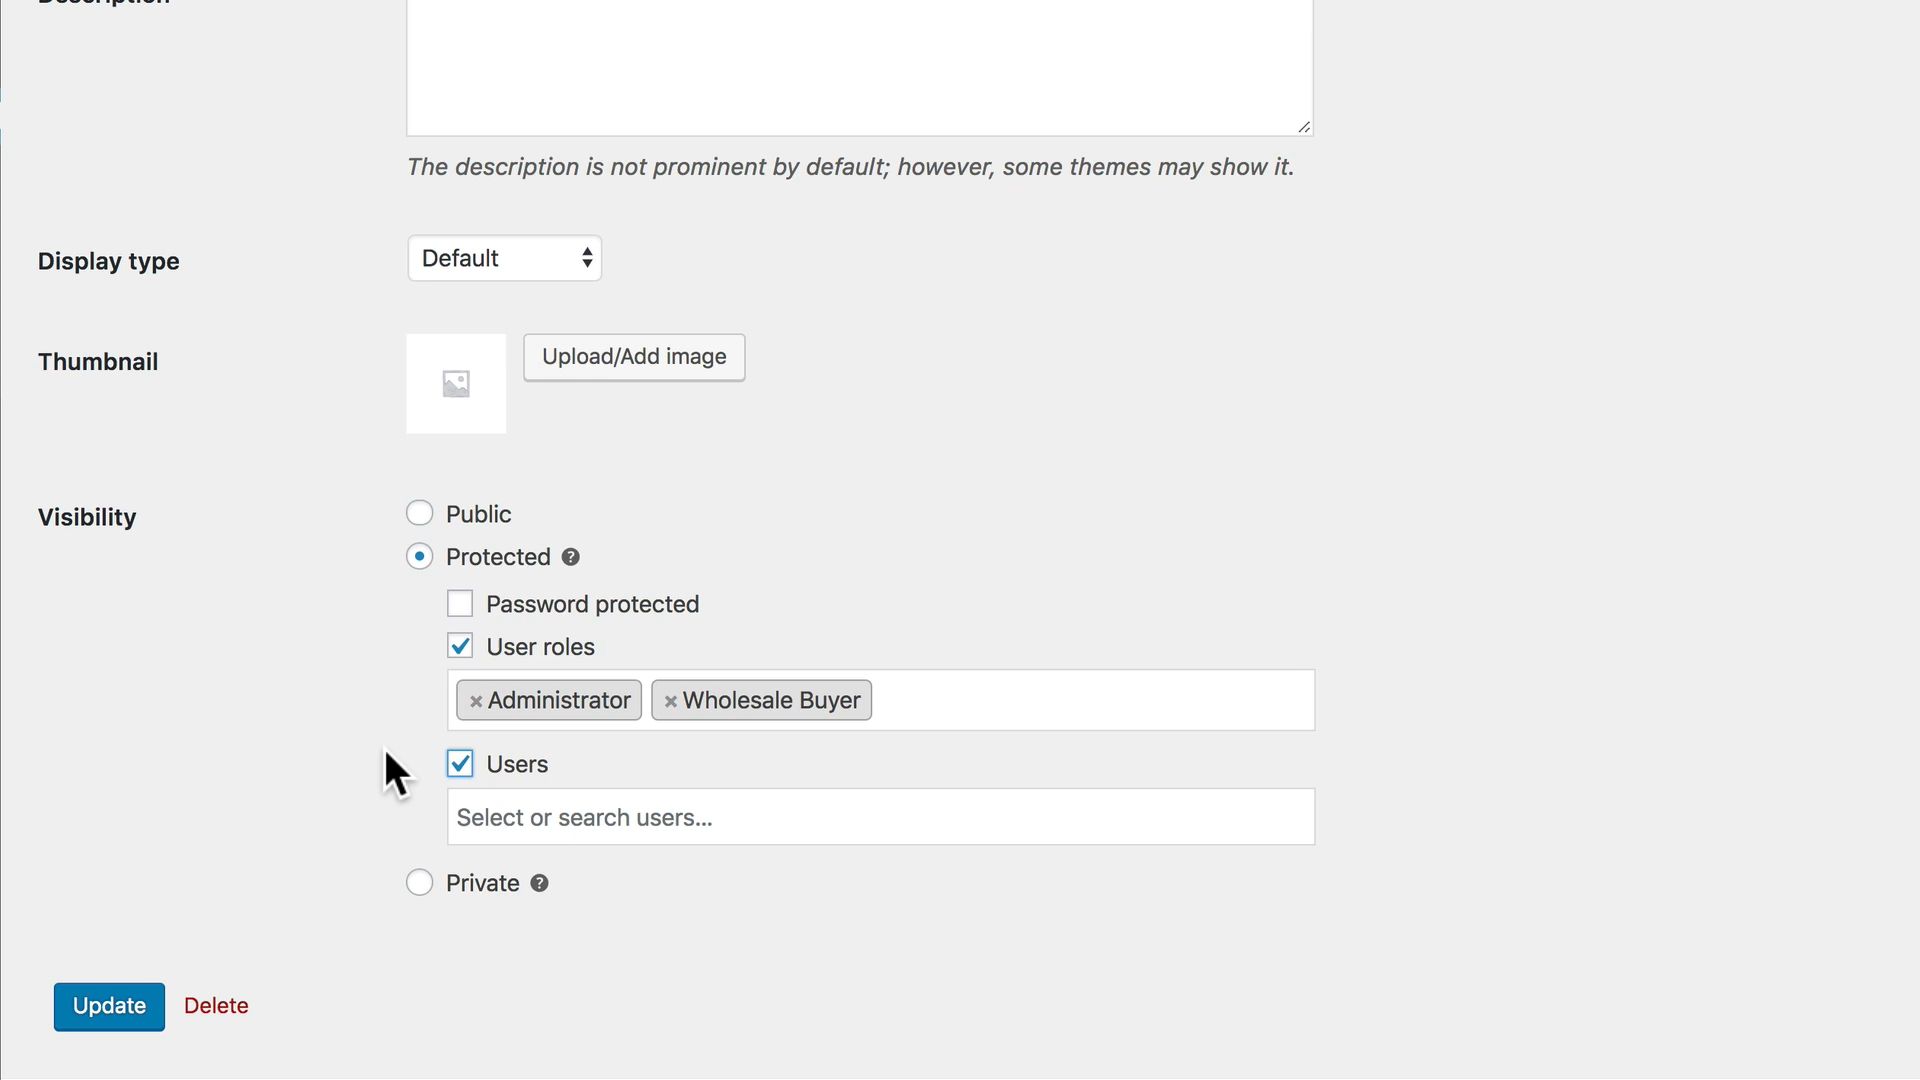 Description
The description is not prominent by default; however, some themes may show it.
Display type
Default
Thumbnail
Upload/Add image
Visibility
Public
Protected ?
Password protected
User roles
× Administrator × Wholesale Buyer
Users
Select or search users...
Private ?
Update Delete